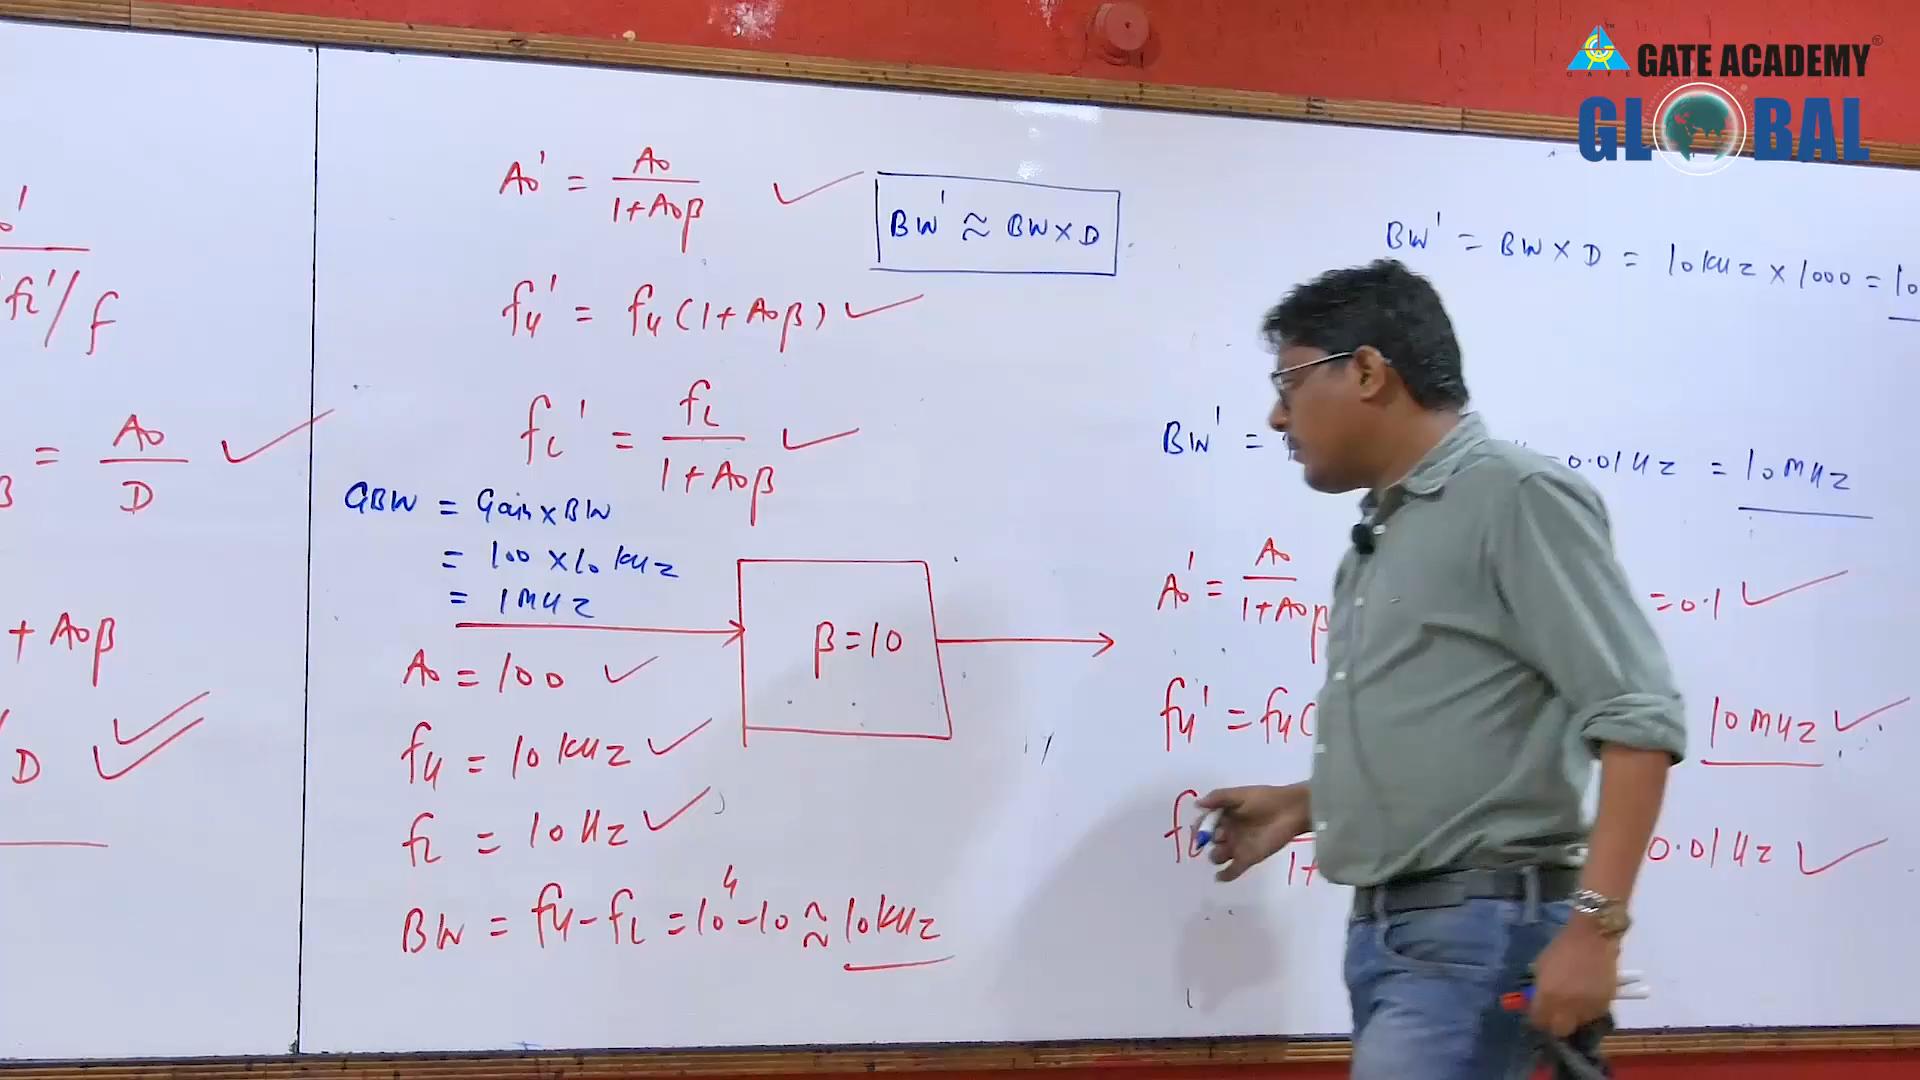 GATE ACADEMY
GLOBAL
A₀' = A₀ / 1+A₀β
BW' ≈ BW×D
f_H' = f_H(1+A₀β)
f_L' = f_L / 1+A₀β
f_L'/f
= A₀ / D
+ A₀β
D
GBW = Gain×BW
= 100 ×10 kHz
= 1MHz
β=10
A₀ = 100
f_H = 10 kHz
f_L = 10Hz
BW = f_H-f_L = 10⁴-10 ≈ 10kHz
BW' = BW × D = 10kHz × 1000 = 10
BW' = 0.01Hz = 10MHz
A₀' = A₀ / 1+A₀β = 0.1
f_H' = f_H( 10MHz
0.01Hz